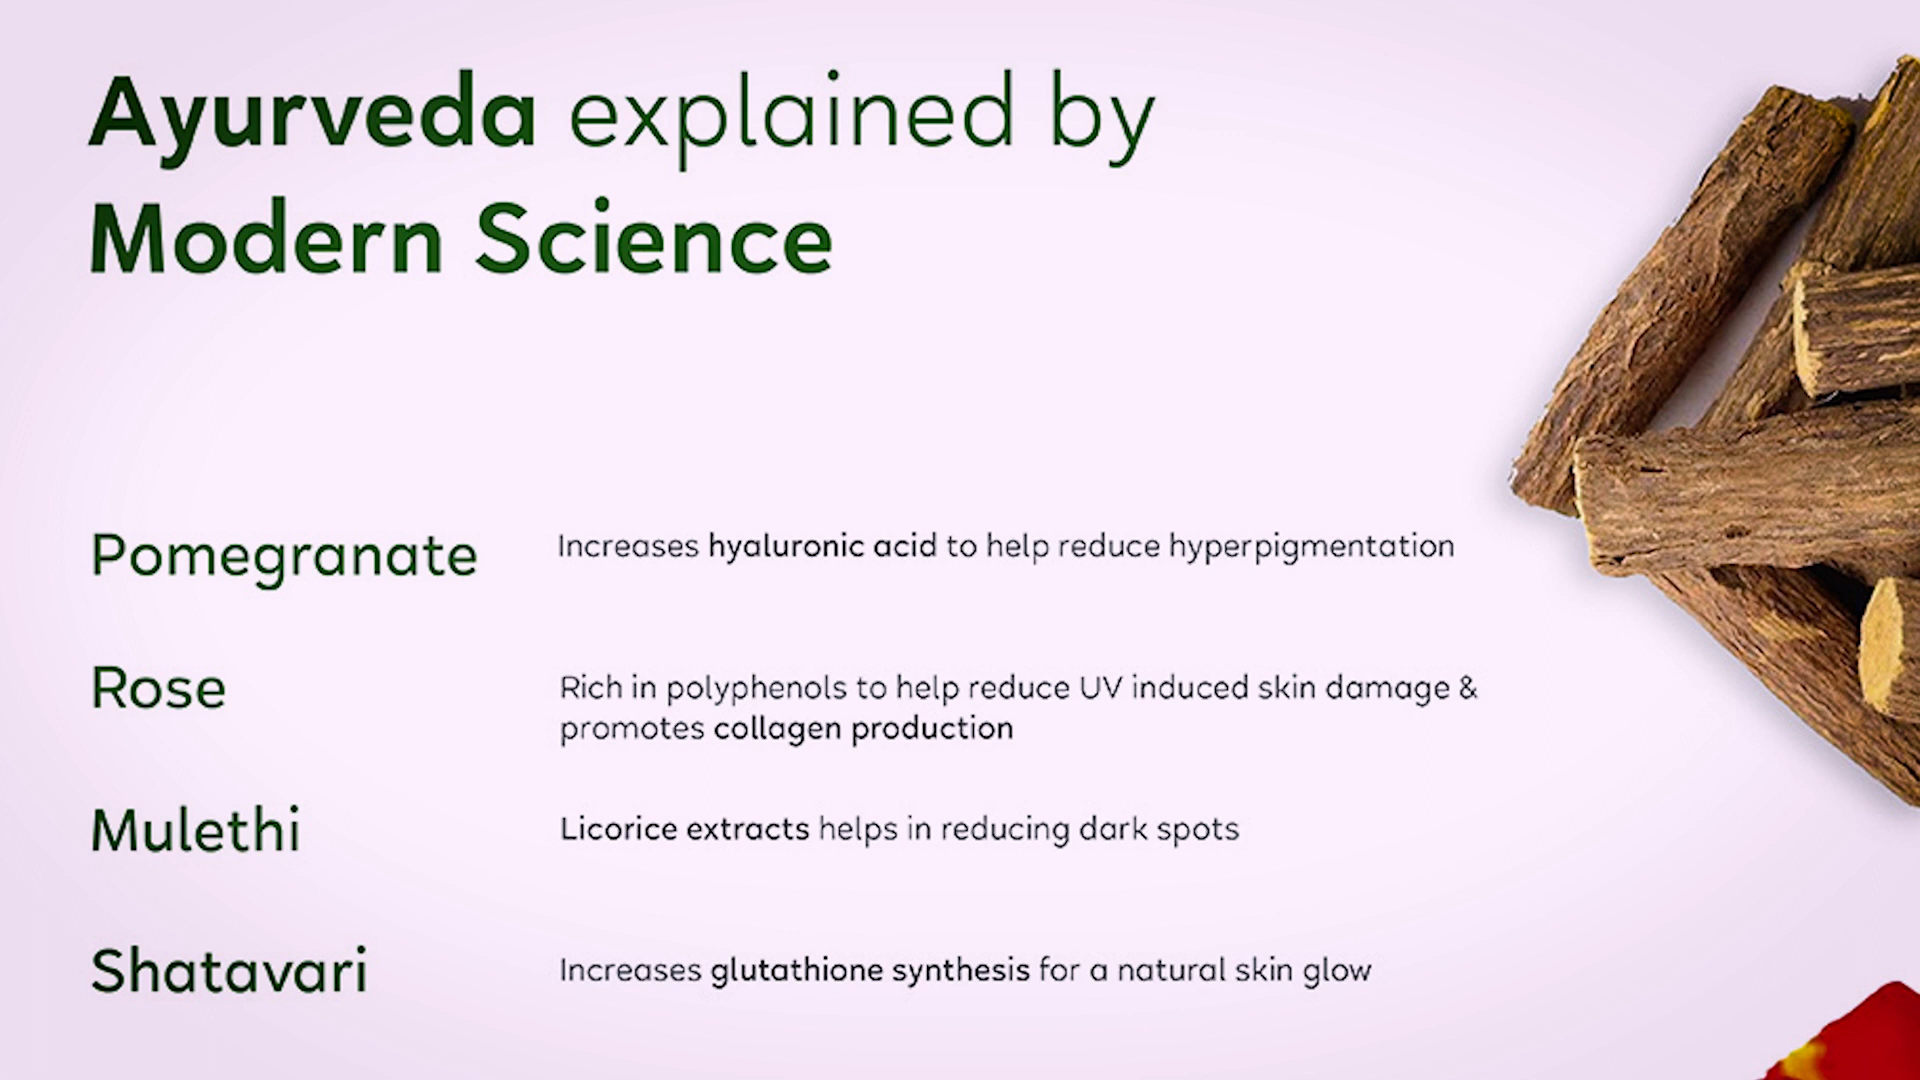 Ayurveda explained by
Modern Science
Pomegranate
Increases hyaluronic acid to help reduce hyperpigmentation
Rose
Rich in polyphenols to help reduce UV induced skin damage &
promotes collagen production
Mulethi
Licorice extracts helps in reducing dark spots
Shatavari
Increases glutathione synthesis for a natural skin glow